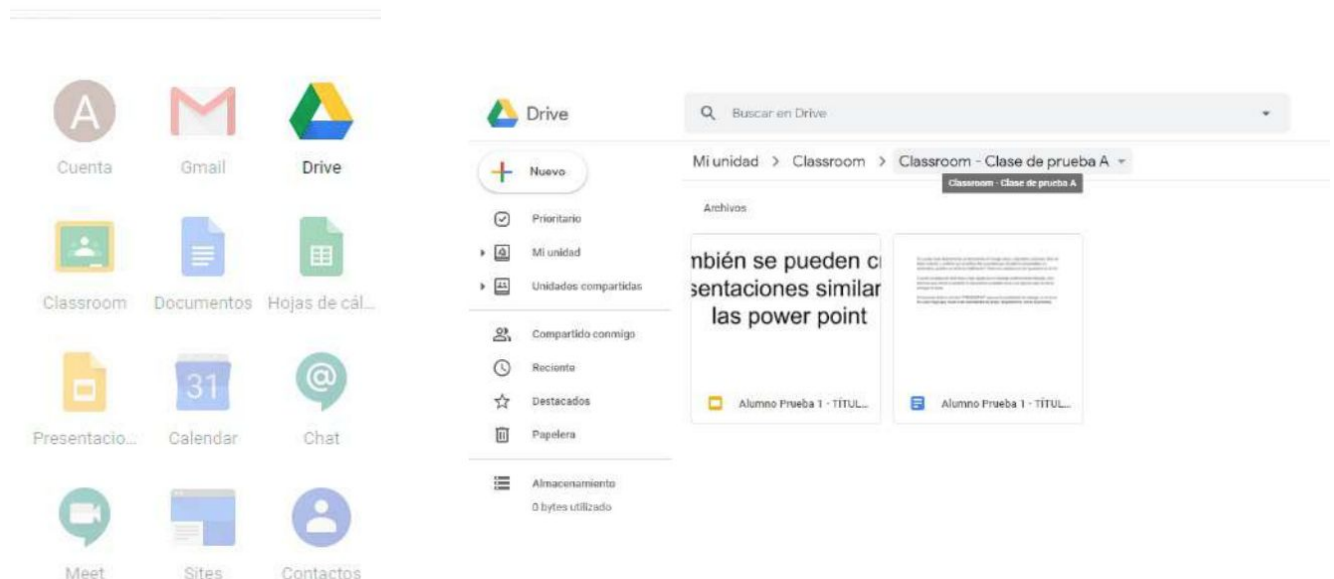 A
Cuenta
Gmail
Drive
Classroom
Documentos
Hojas de cál...
31
Presentacio...
Calendar
Chat
Meet
Sites
Contactos
Drive
Buscar en Drive
Nuevo
Mi unidad > Classroom > Classroom - Clase de prueba A
Classroom - Clase de prueba A
Prioritario
Mi unidad
Unidades compartidas
Compartido conmigo
Reciente
Destacados
Papelera
Almacenamiento
0 bytes utilizado
Archivos
mbién se pueden c
sentaciones similar
las power point
Alumno Prueba 1 - TÍTUL...
Alumno Prueba 1 - TÍTUL...